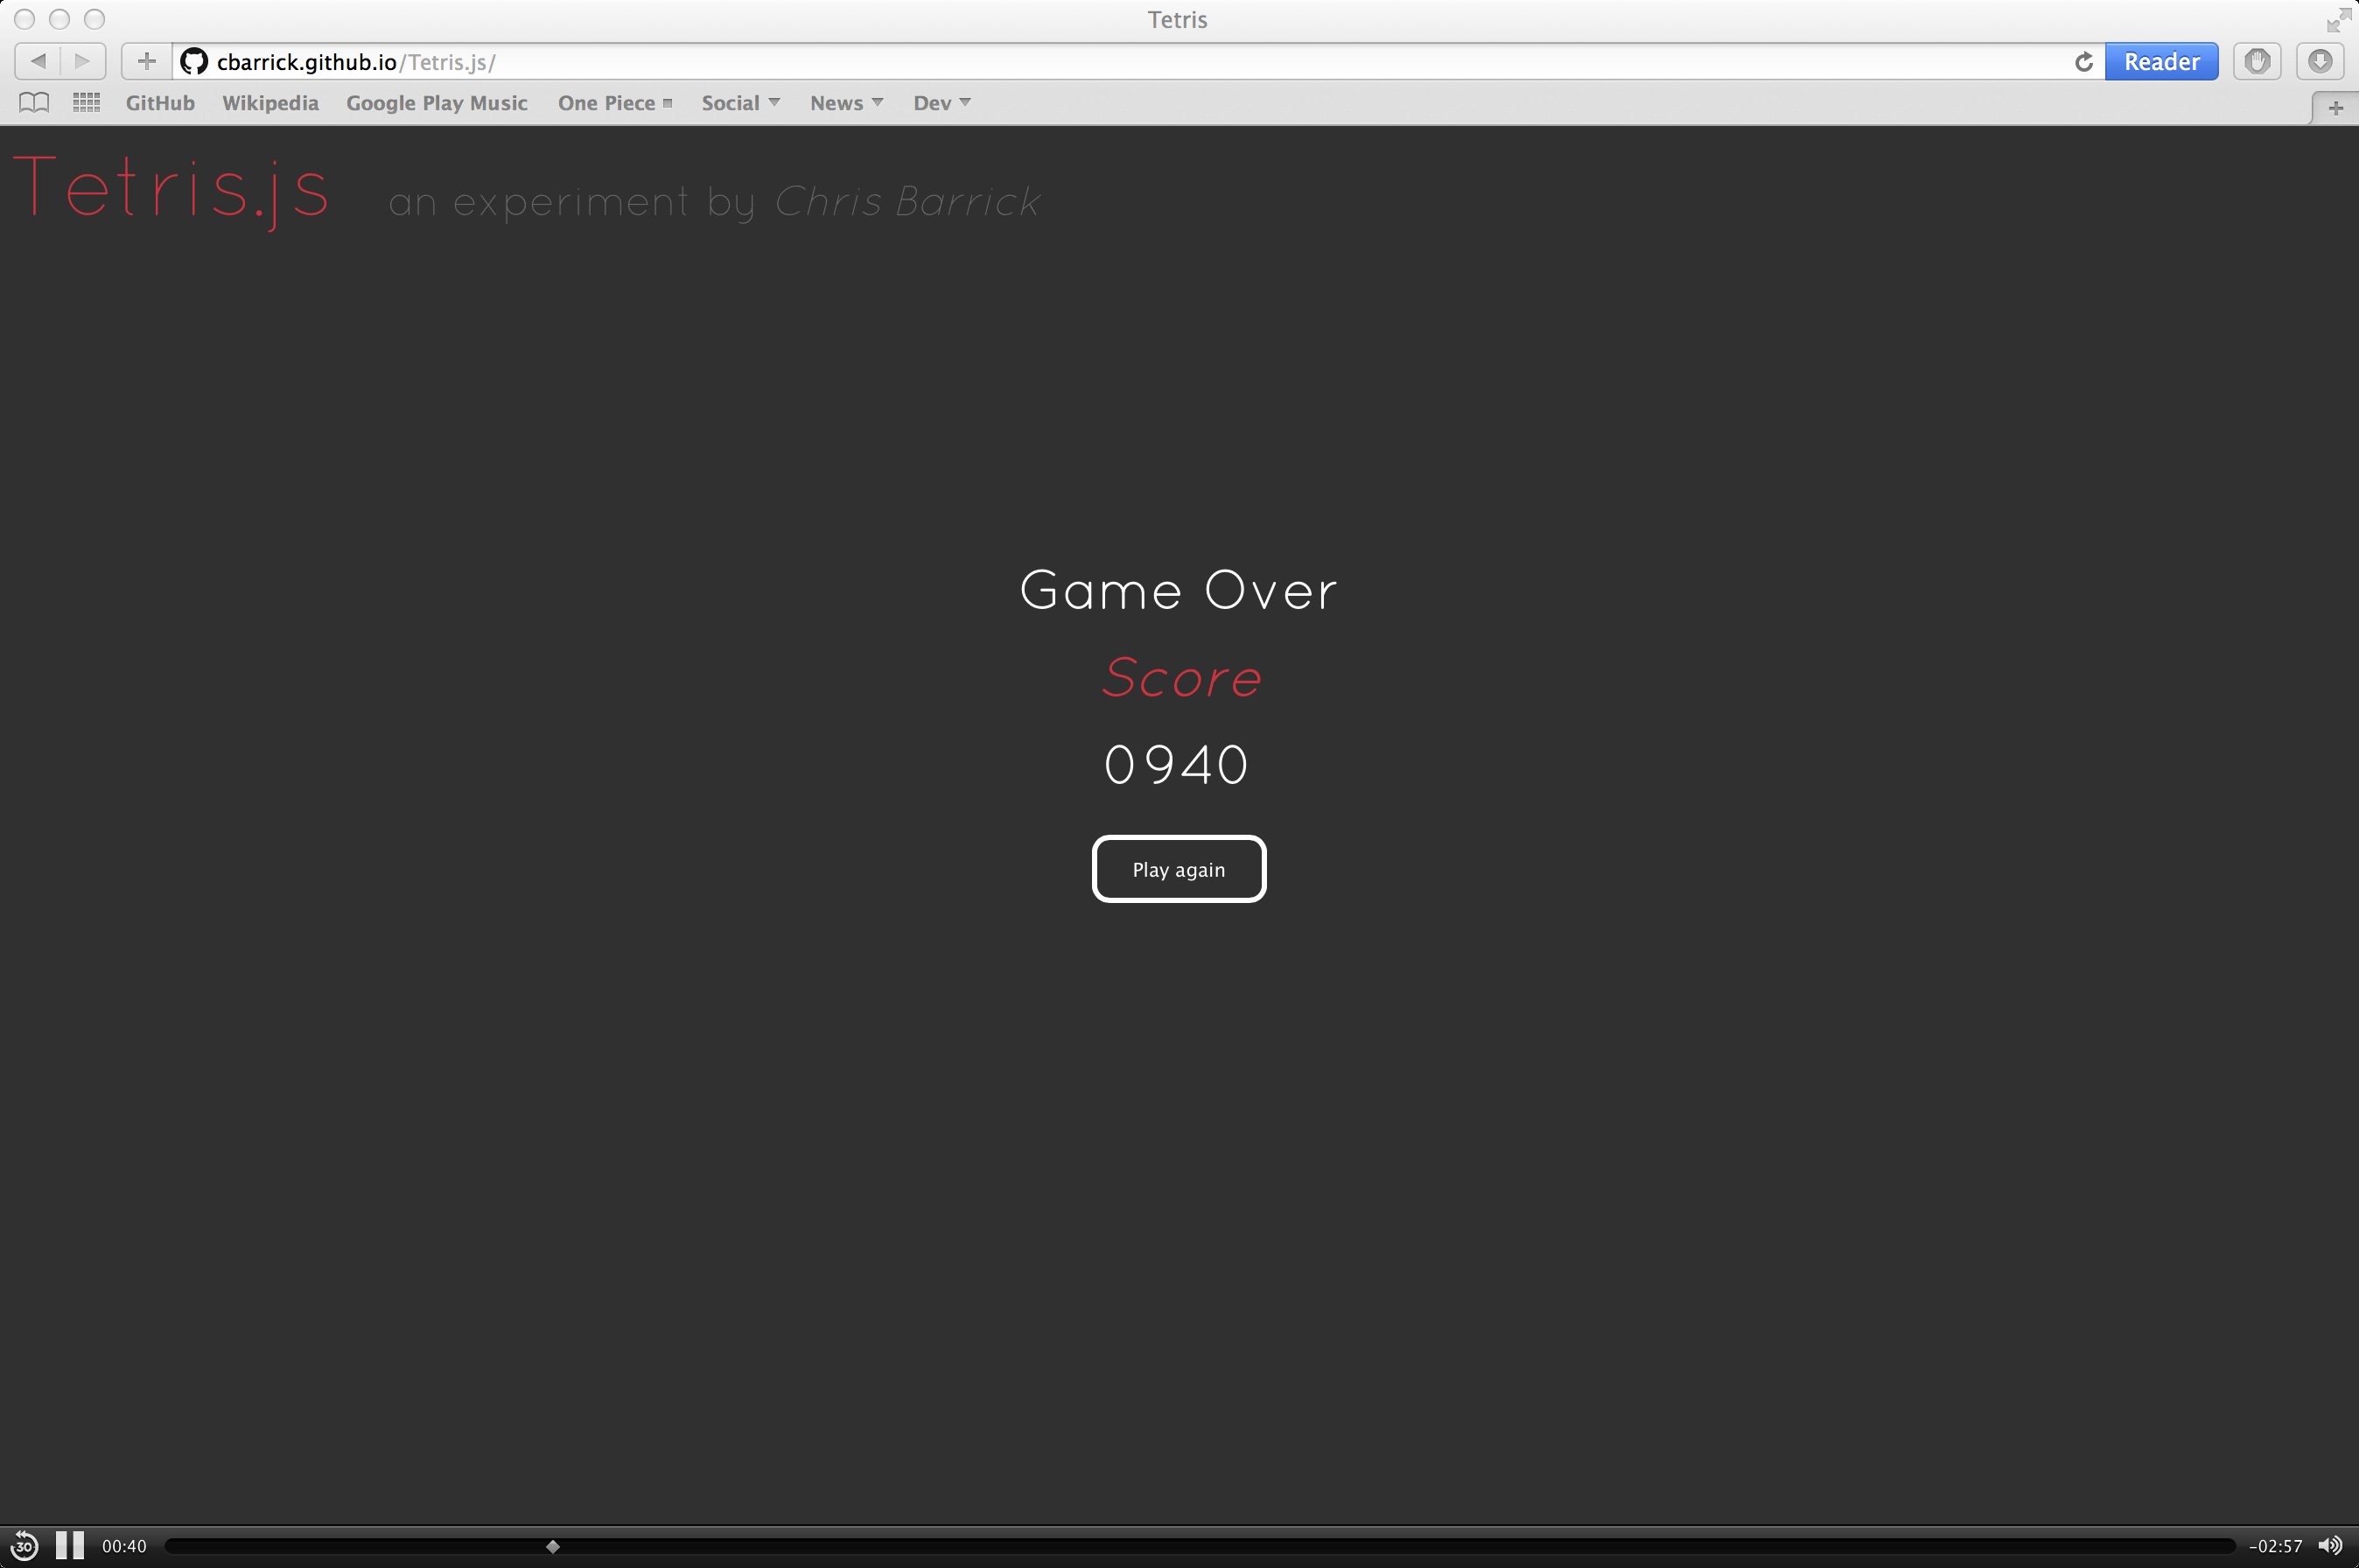 Tetris
cbarrick.github.io/Tetris.js/
Reader
GitHub Wikipedia Google Play Music One Piece Social News Dev
Tetris.js an experiment by Chris Barrick
Game Over
Score
0940
Play again
30 00:40 -02:57